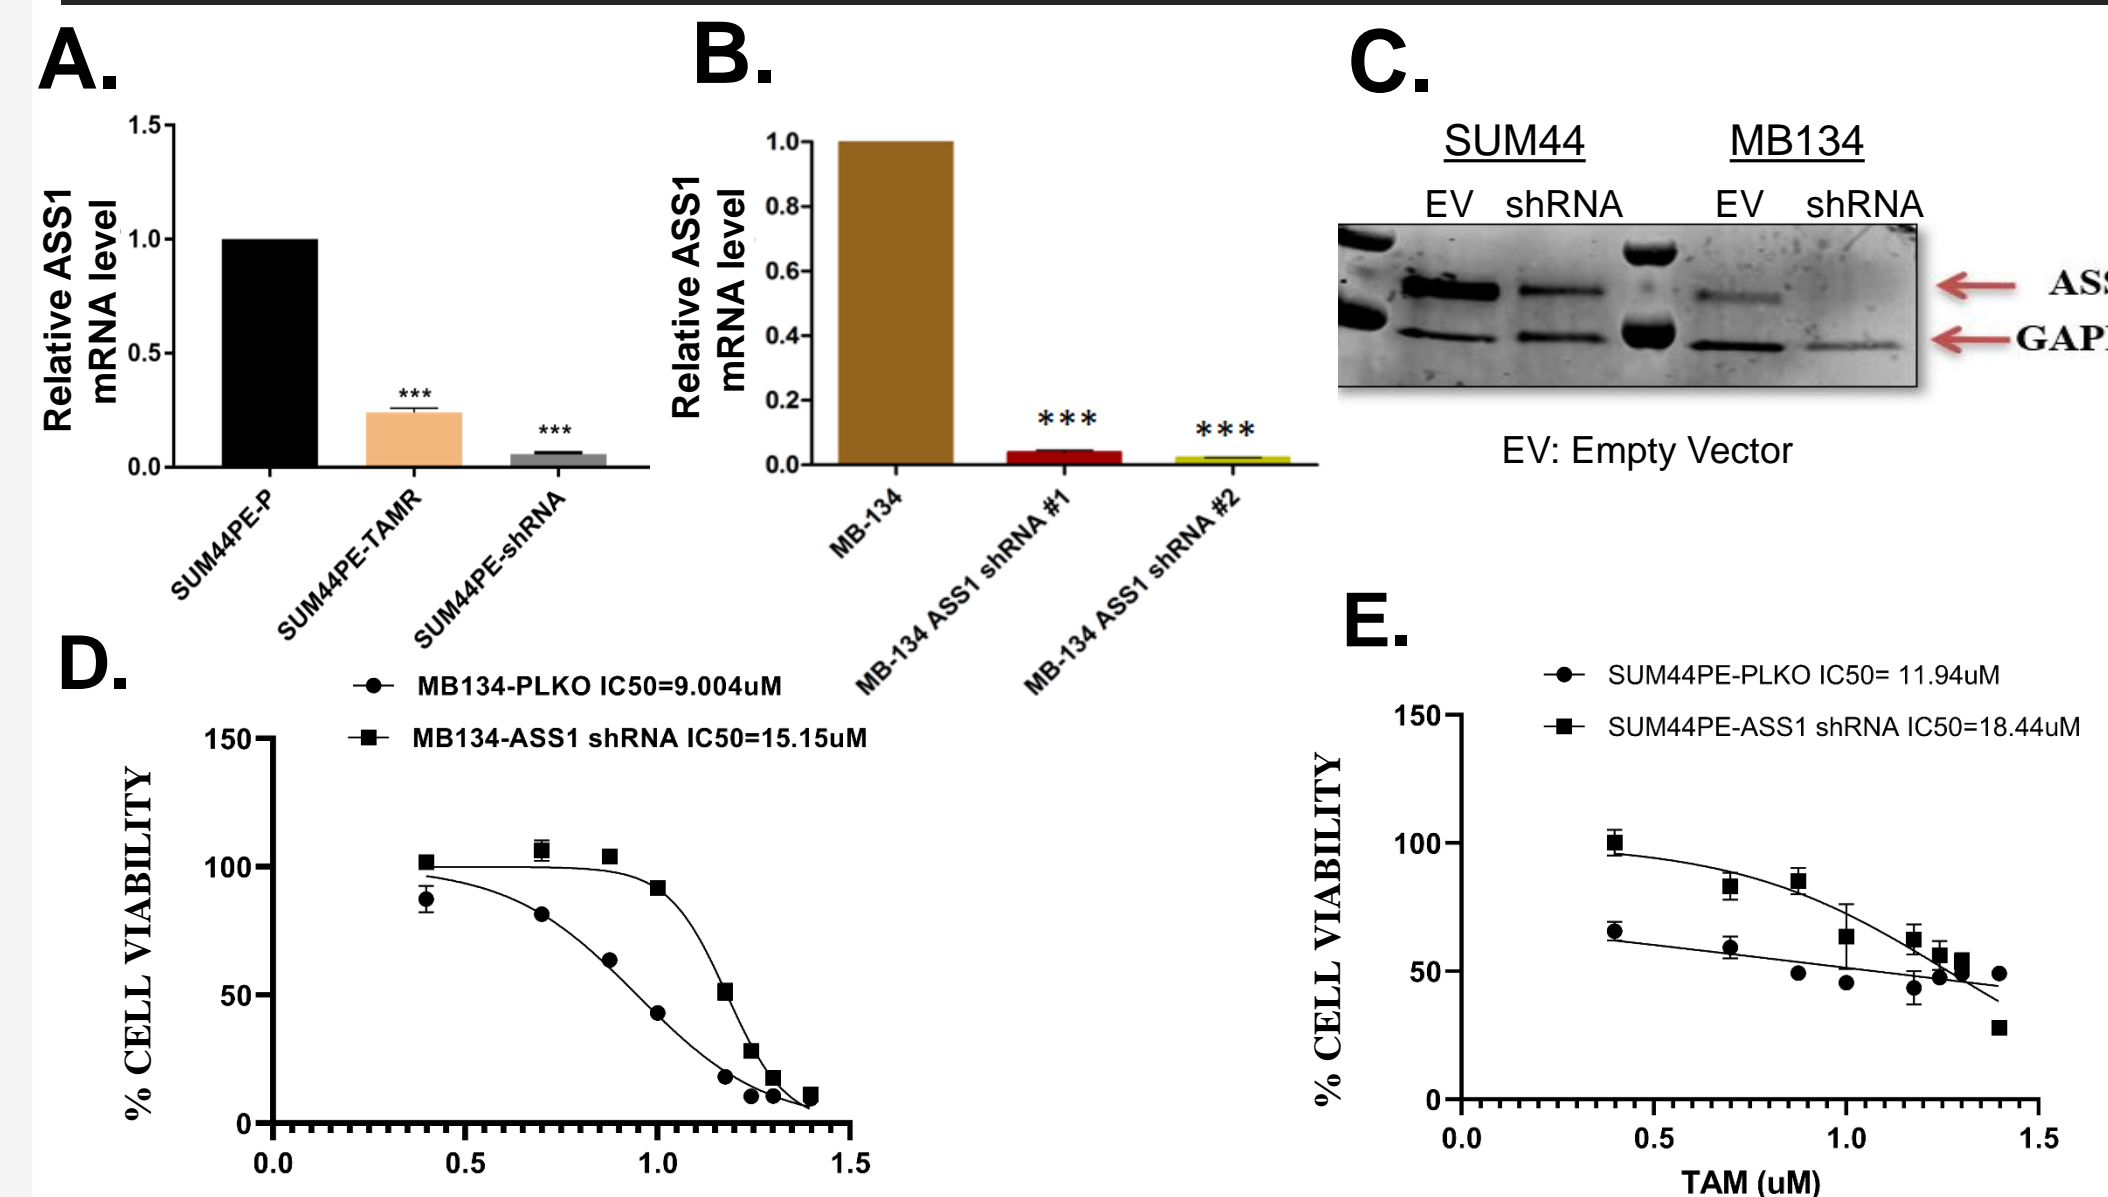 A.
1.5
1.0
0.5
0.0
Relative ASS1
mRNA level
***
***
SUM44PE-P
SUM44PE-TAMR
SUM44PE-shRNA
B.
1.0
0.8
0.6
0.4
0.2
0.0
Relative ASS1
mRNA level
***
***
MB-134
MB-134 ASS1 shRNA #1
MB-134 ASS1 shRNA #2
C.
SUM44 MB134
EV shRNA EV shRNA
ASS
GAP
EV: Empty Vector
D.
MB134-PLKO IC50=9.004uM
MB134-ASS1 shRNA IC50=15.15uM
150
100
50
0
% CELL VIABILITY
0.0 0.5 1.0 1.5
E.
SUM44PE-PLKO IC50= 11.94uM
SUM44PE-ASS1 shRNA IC50=18.44uM
150
100
50
0
% CELL VIABILITY
0.0 0.5 1.0 1.5
TAM (uM)